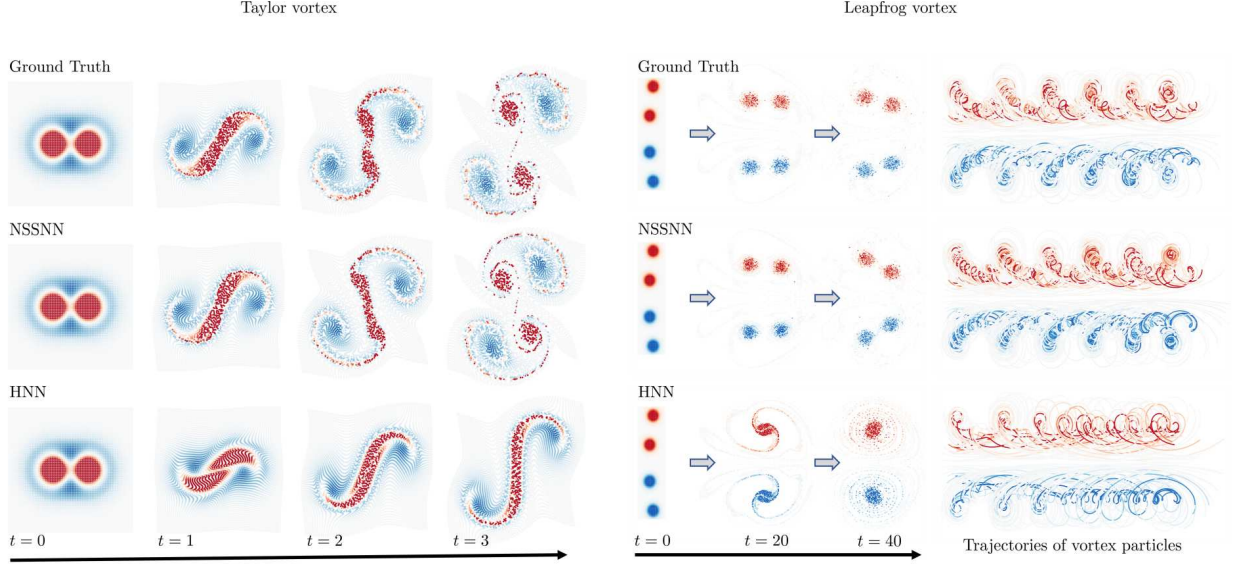 Taylor vortex
Leapfrog vortex
Ground Truth
NSSNN
HNN
t = 0
t = 1
t = 2
t = 3
Ground Truth
NSSNN
HNN
t = 0
t = 20
t = 40
Trajectories of vortex particles